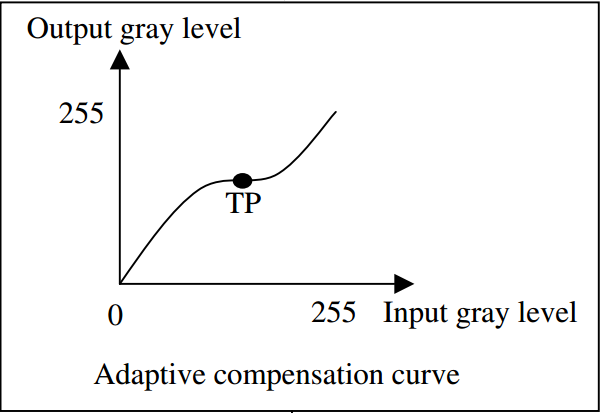 Output gray level
255
TP
0
255
Input gray level
Adaptive compensation curve